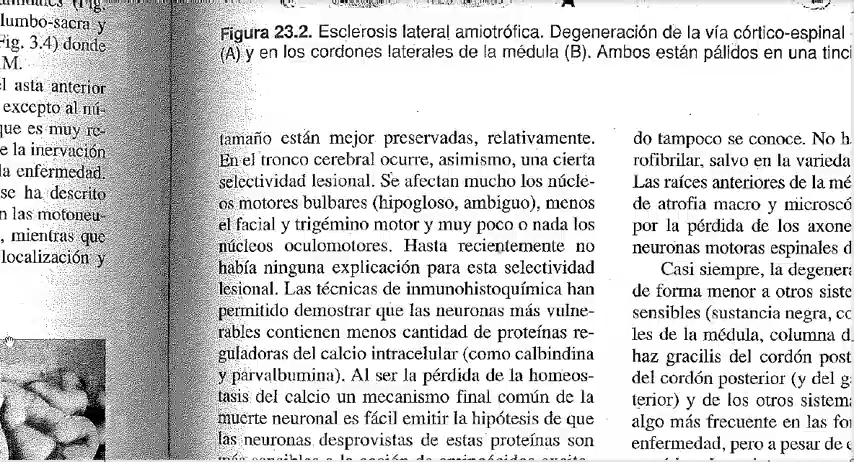 lumbo-sacra y
Fig. 3.4) donde
M.
l asta anterior
excepto al nú-
que es muy re-
e la inervación
la enfermedad.
se ha descrito
n las motoneu-
, mientras que
localización y
Figura 23.2. Esclerosis lateral amiotrófica. Degeneración de la vía córtico-espinal
(A) y en los cordones laterales de la médula (B). Ambos están pálidos en una tinci
tamaño están mejor preservadas, relativamente.
En el tronco cerebral ocurre, asimismo, una cierta
selectividad lesional. Se afectan mucho los núcle-
os motores bulbares (hipogloso, ambiguo), menos
el facial y trigémino motor y muy poco o nada los
núcleos oculomotores. Hasta recientemente no
había ninguna explicación para esta selectividad
lesional. Las técnicas de inmunohistoquímica han
permitido demostrar que las neuronas más vulne-
rables contienen menos cantidad de proteínas re-
guladoras del calcio intracelular (como calbindina
y parvalbumina). Al ser la pérdida de la homeos-
tasis del calcio un mecanismo final común de la
muerte neuronal es fácil emitir la hipótesis de que
las neuronas desprovistas de estas proteínas son
do tampoco se conoce. No h
rofibrilar, salvo en la varieda
Las raíces anteriores de la mé
de atrofia macro y microscó
por la pérdida de los axone
neuronas motoras espinales d
Casi siempre, la degener
de forma menor a otros siste
sensibles (sustancia negra, co
les de la médula, columna d
haz gracilis del cordón post
del cordón posterior (y del g
terior) y de los otros sistem
algo más frecuente en las fo
enfermedad, pero a pesar de e